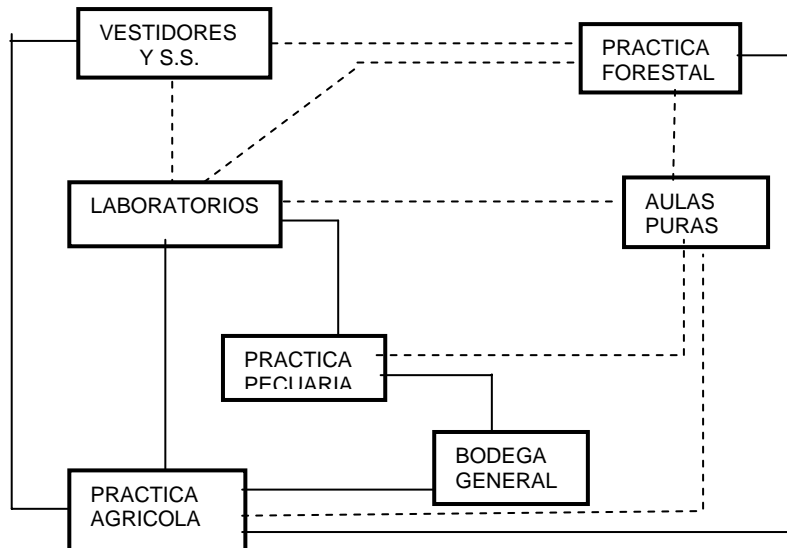 VESTIDORES
Y S.S.
PRACTICA
FORESTAL
LABORATORIOS
AULAS
PURAS
PRACTICA
PECUARIA
BODEGA
GENERAL
PRACTICA
AGRICOLA